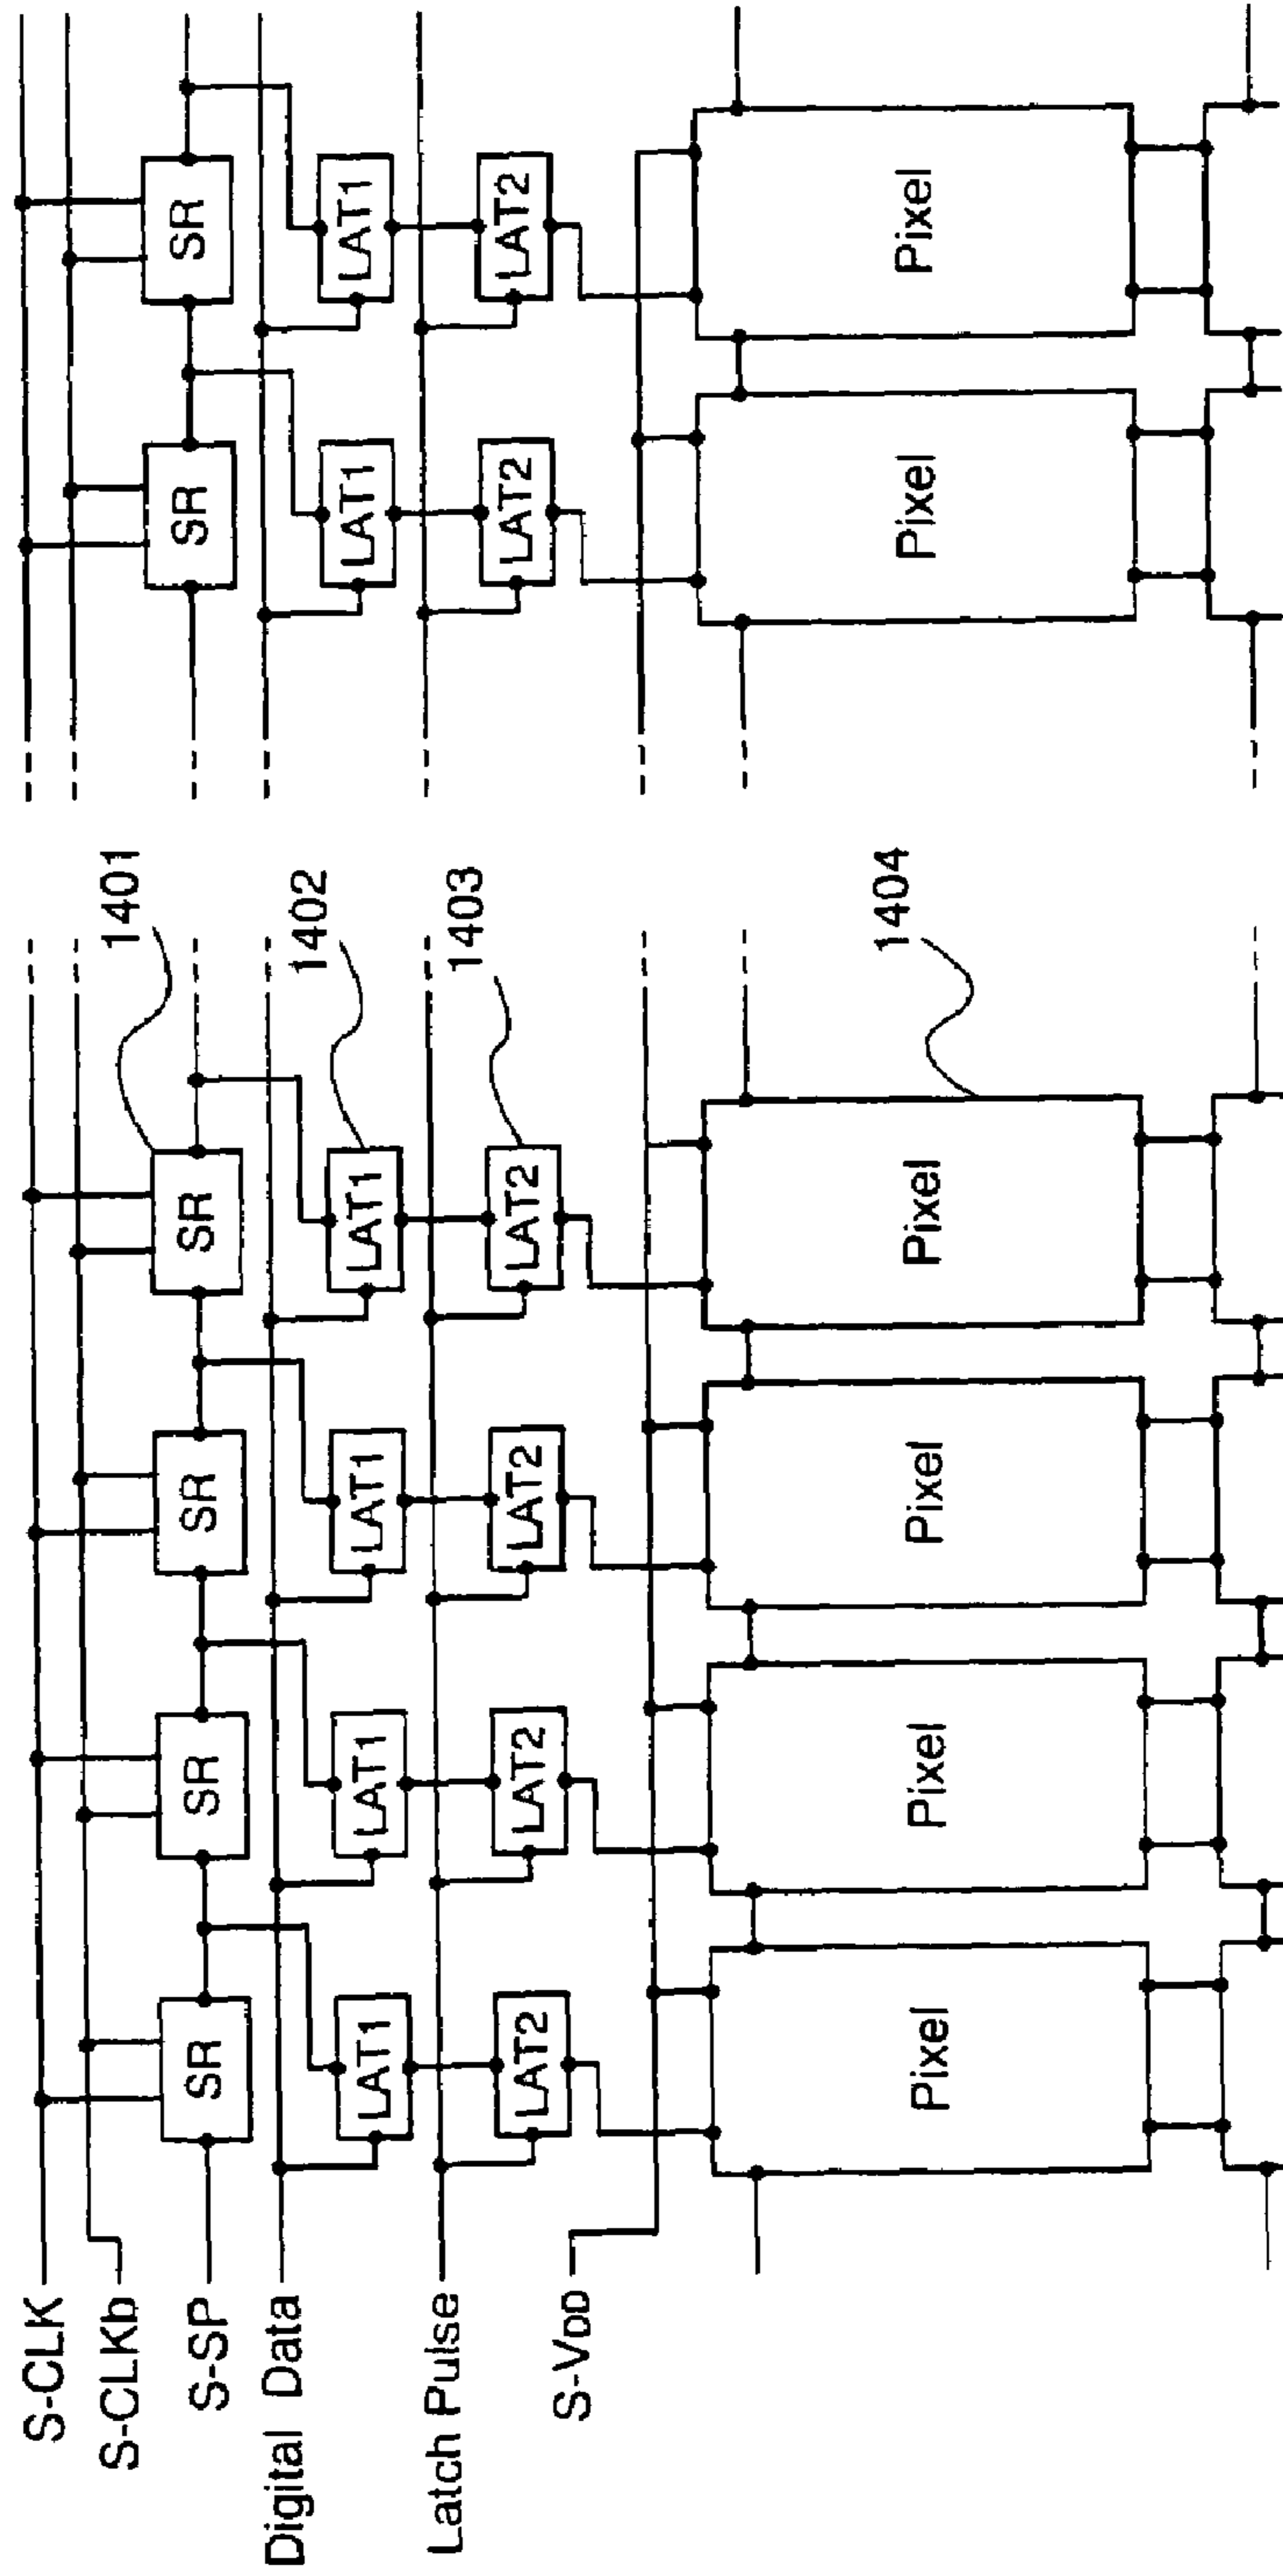 S-CLK
S-CLKb
S-SP
Digital Data
Latch Pulse
S-VDD
1401
1402
1403
1404
SR SR SR SR SR SR
LAT1 LAT1 LAT1 LAT1 LAT1 LAT1
LAT2 LAT2 LAT2 LAT2 LAT2 LAT2
Pixel Pixel Pixel Pixel Pixel Pixel